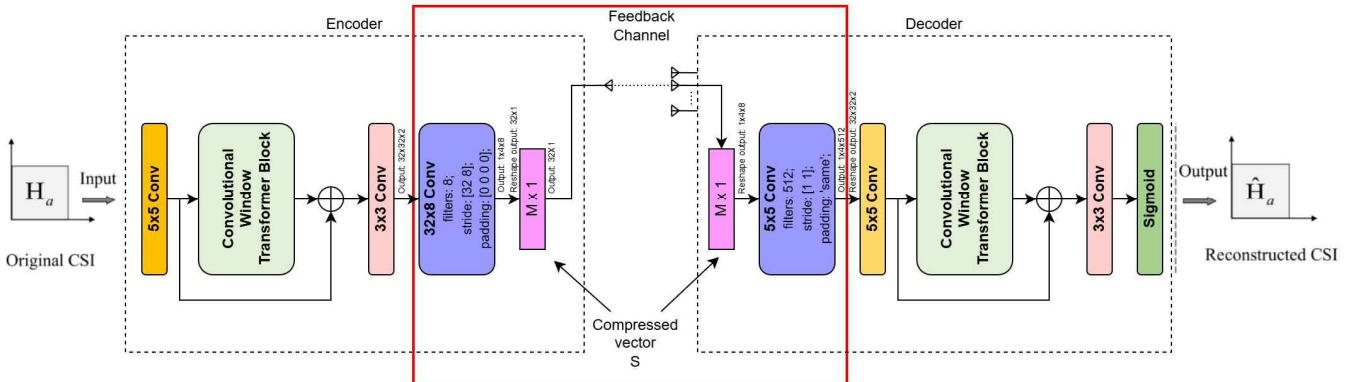 Encoder
Feedback
Channel
Decoder
H_a
Original CSI
Input
5x5 Conv
Convolutional
Window
Transformer Block
3x3 Conv
Output: 32x32x2
32x8 Conv
filters: 8;
stride: [32 8];
padding: [0 0 0 0];
Output: 1x4x8
Reshape output: 32x1
M x 1
Output: 32X1
Compressed
vector
S
M x 1
Reshape output: 1x4x8
5x5 Conv
filters: 512;
stride: [1 1];
padding: 'same';
Output: 1x4x512
Reshape output: 32x32x2
5x5 Conv
Convolutional
Window
Transformer Block
3x3 Conv
Sigmoid
Output
Ĥ_a
Reconstructed CSI